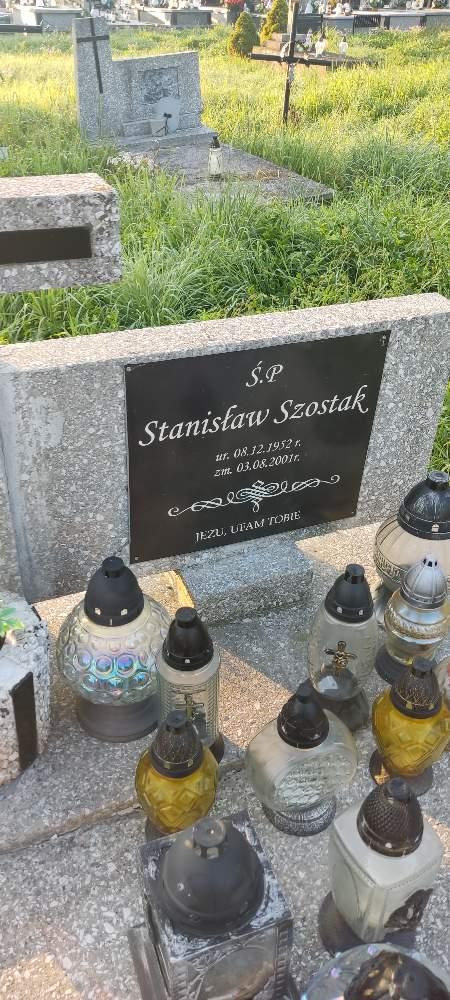 Ś.P
Stanisław Szostak
ur. 08.12.1952 r.
zm. 03.08.2001r.
JEZU, UFAM TOBIE